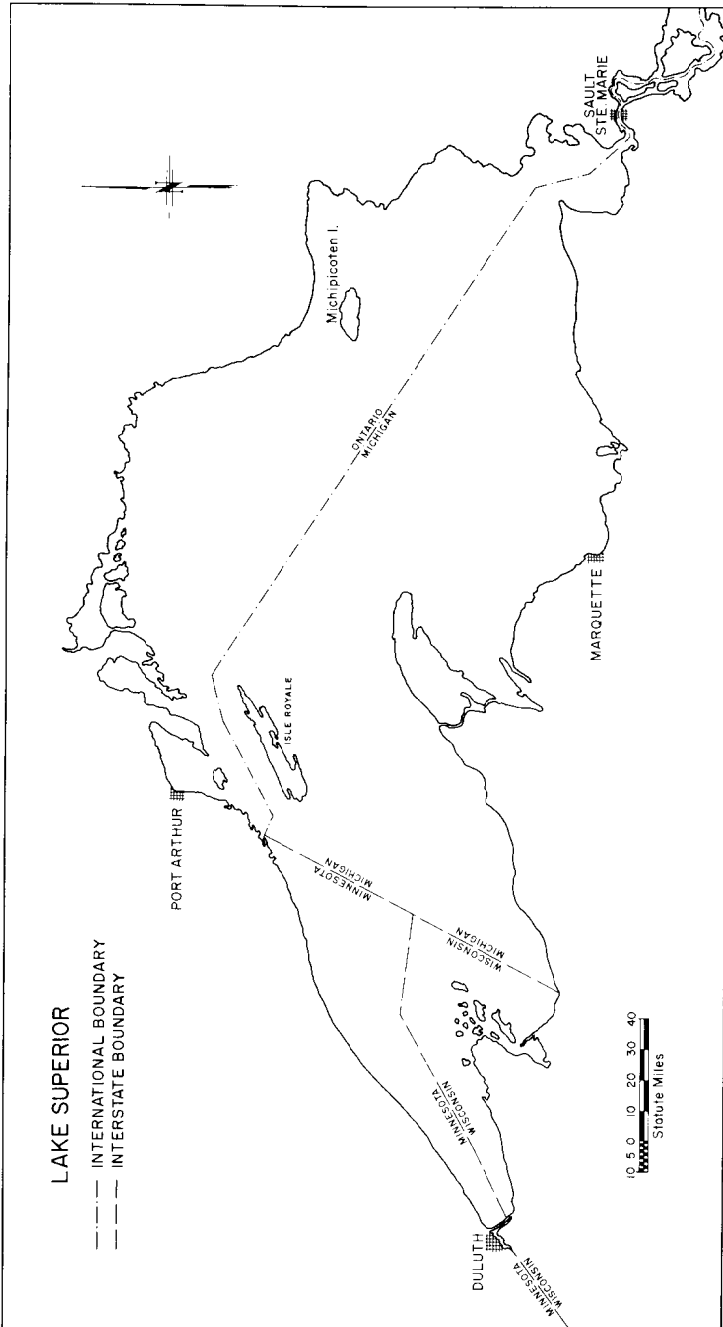 LAKE SUPERIOR
INTERNATIONAL BOUNDARY
INTERSTATE BOUNDARY
PORT ARTHUR
ISLE ROYALE
Michipicoten I.
SAULT
STE. MARIE
ONTARIO
MICHIGAN
MINNESOTA
MICHIGAN
WISCONSIN
MICHIGAN
MINNESOTA
WISCONSIN
MARQUETTE
DULUTH
MINNESOTA
WISCONSIN
10 5 0 10 20 30 40
Statute Miles